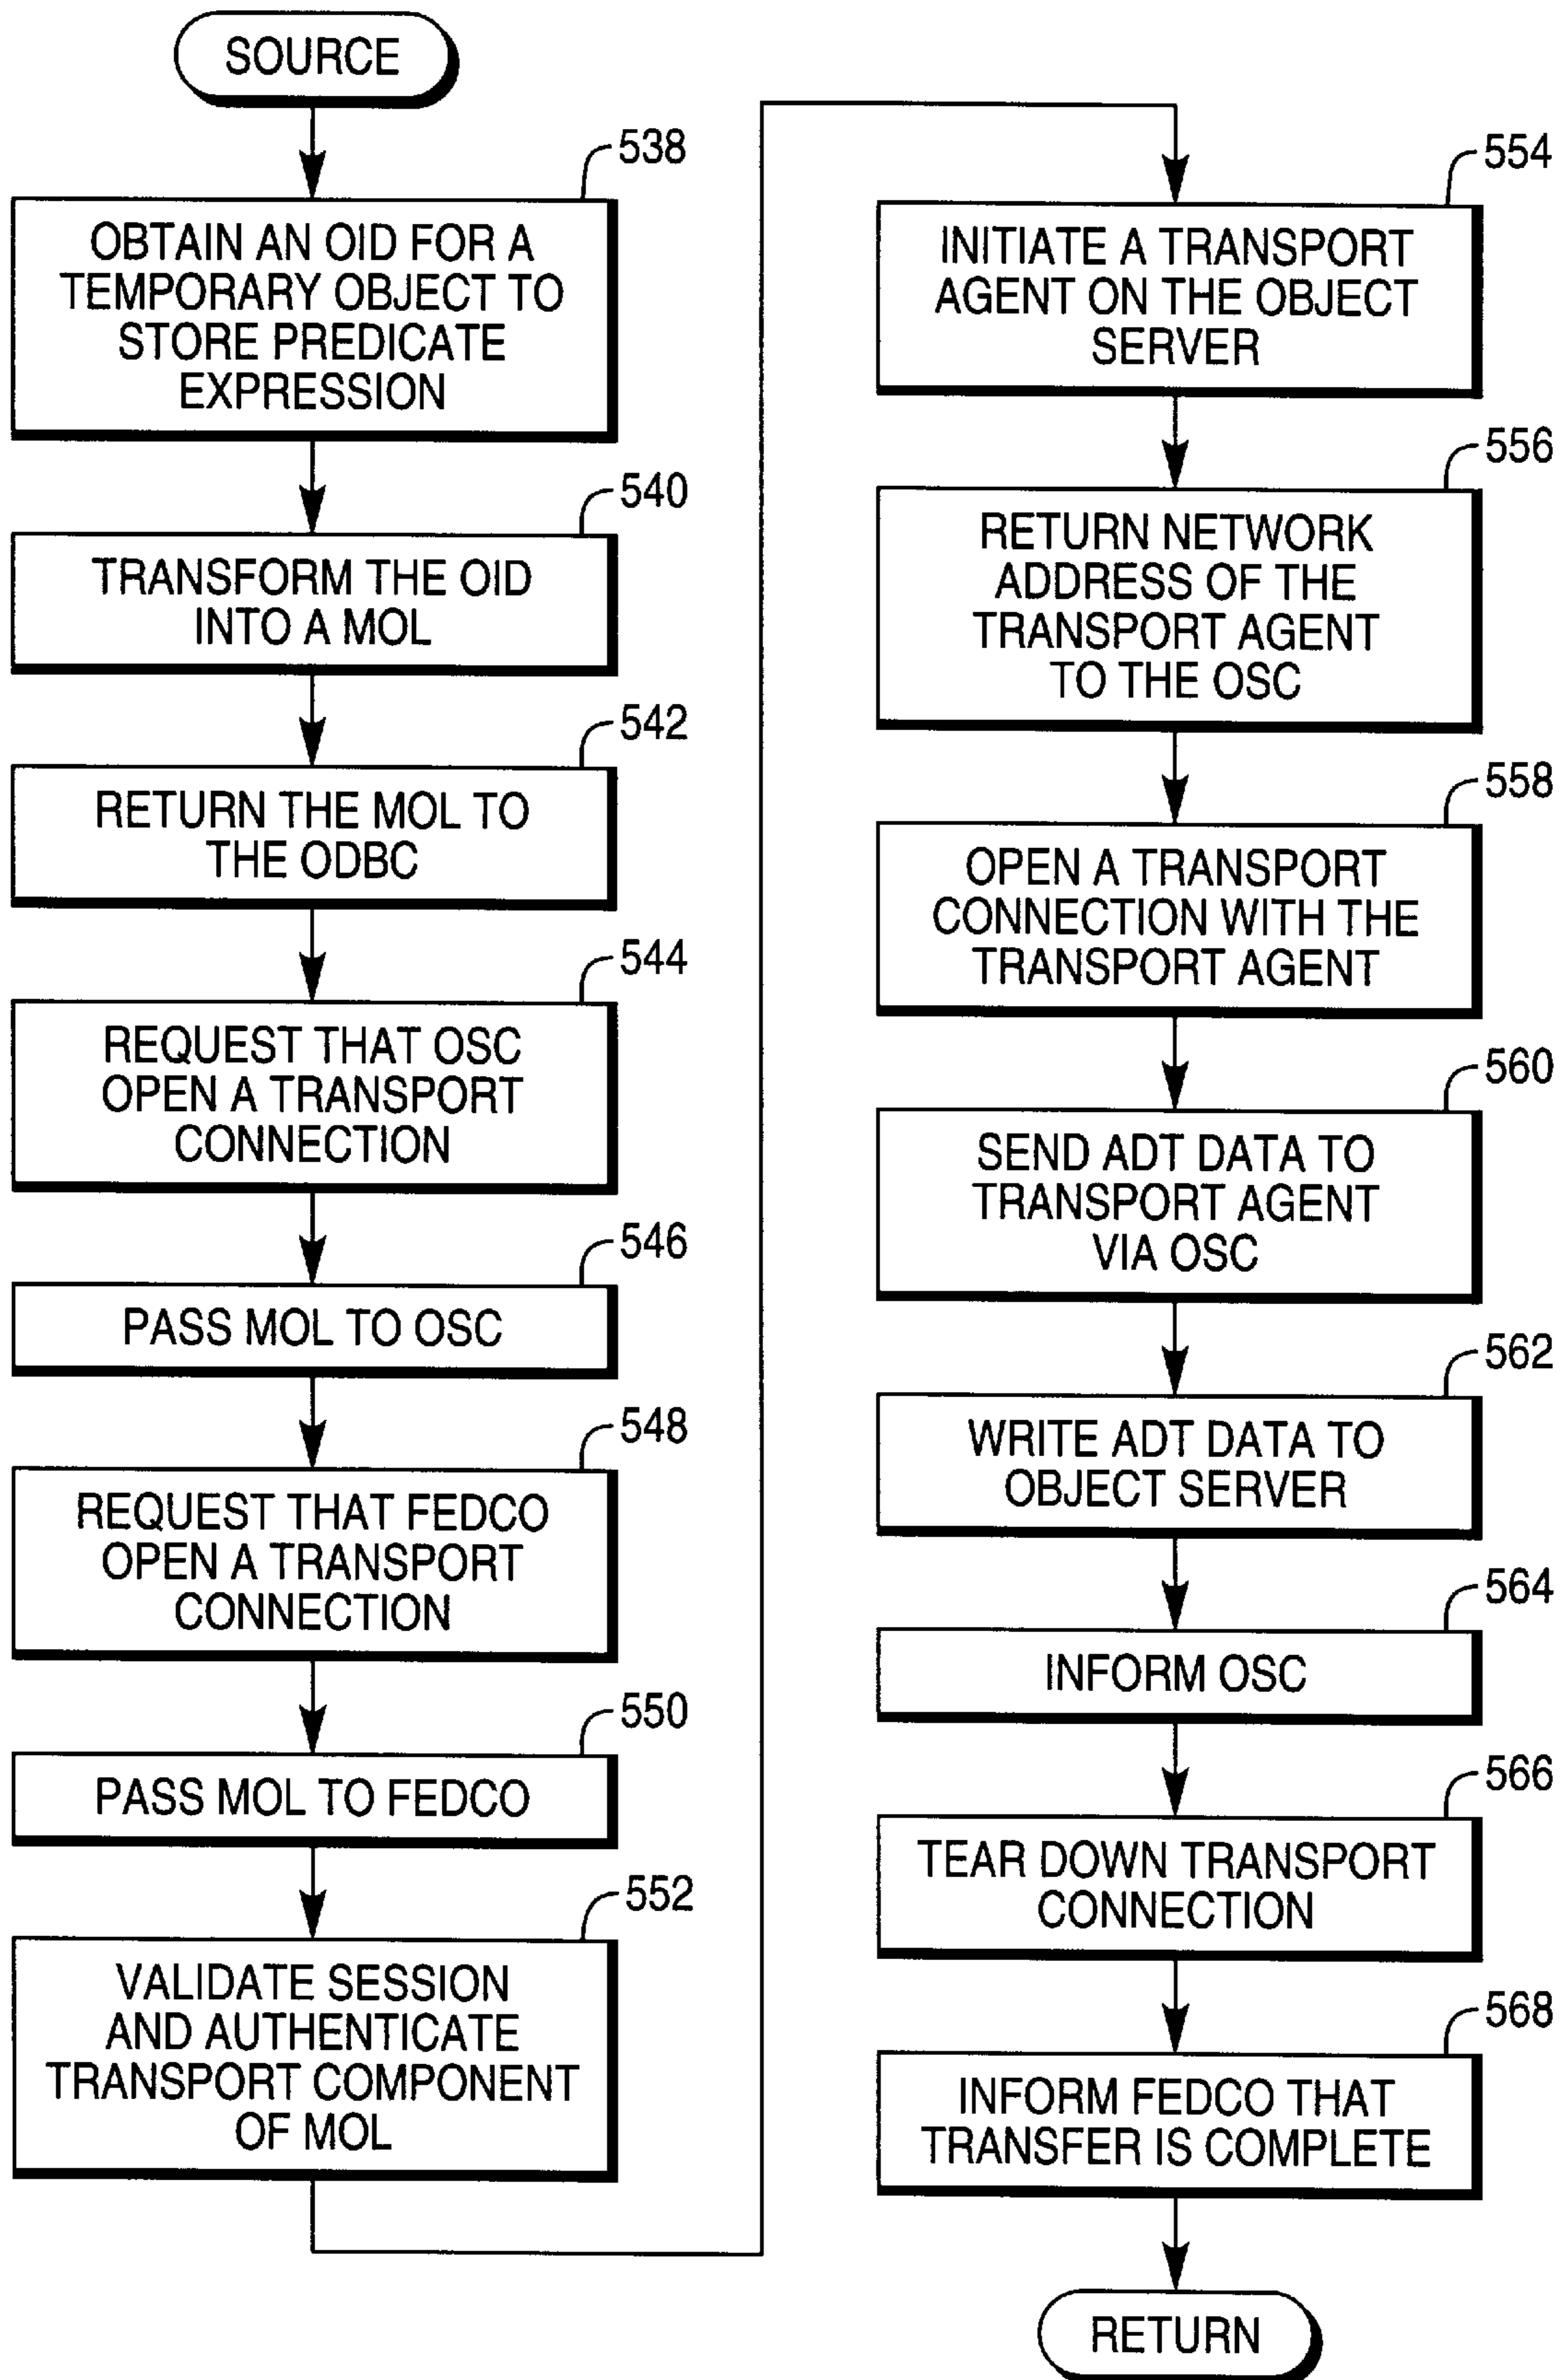 SOURCE
538
OBTAIN AN OID FOR A
TEMPORARY OBJECT TO
STORE PREDICATE
EXPRESSION
540
TRANSFORM THE OID
INTO A MOL
542
RETURN THE MOL TO
THE ODBC
544
REQUEST THAT OSC
OPEN A TRANSPORT
CONNECTION
546
PASS MOL TO OSC
548
REQUEST THAT FEDCO
OPEN A TRANSPORT
CONNECTION
550
PASS MOL TO FEDCO
552
VALIDATE SESSION
AND AUTHENTICATE
TRANSPORT COMPONENT
OF MOL
554
INITIATE A TRANSPORT
AGENT ON THE OBJECT
SERVER
556
RETURN NETWORK
ADDRESS OF THE
TRANSPORT AGENT
TO THE OSC
558
OPEN A TRANSPORT
CONNECTION WITH THE
TRANSPORT AGENT
560
SEND ADT DATA TO
TRANSPORT AGENT
VIA OSC
562
WRITE ADT DATA TO
OBJECT SERVER
564
INFORM OSC
566
TEAR DOWN TRANSPORT
CONNECTION
568
INFORM FEDCO THAT
TRANSFER IS COMPLETE
RETURN